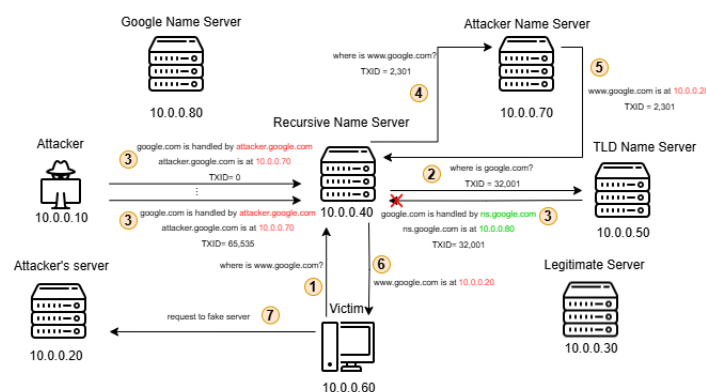 Google Name Server
10.0.0.80
Attacker Name Server
10.0.0.70
where is www.google.com?
TXID = 2,301
4
5
www.google.com is at 10.0.0.20
TXID = 2,301
Recursive Name Server
10.0.0.40
Attacker
10.0.0.10
3
google.com is handled by attacker.google.com
attacker.google.com is at 10.0.0.70
TXID= 0
...
3
google.com is handled by attacker.google.com
attacker.google.com is at 10.0.0.70
TXID= 65,535
TLD Name Server
10.0.0.50
2
where is google.com?
TXID = 32,001
google.com is handled by ns.google.com
3
ns.google.com is at 10.0.0.80
TXID= 32,001
Attacker's server
10.0.0.20
where is www.google.com?
1
6
www.google.com is at 10.0.0.20
Legitimate Server
10.0.0.30
request to fake server
7
Victim
10.0.0.60